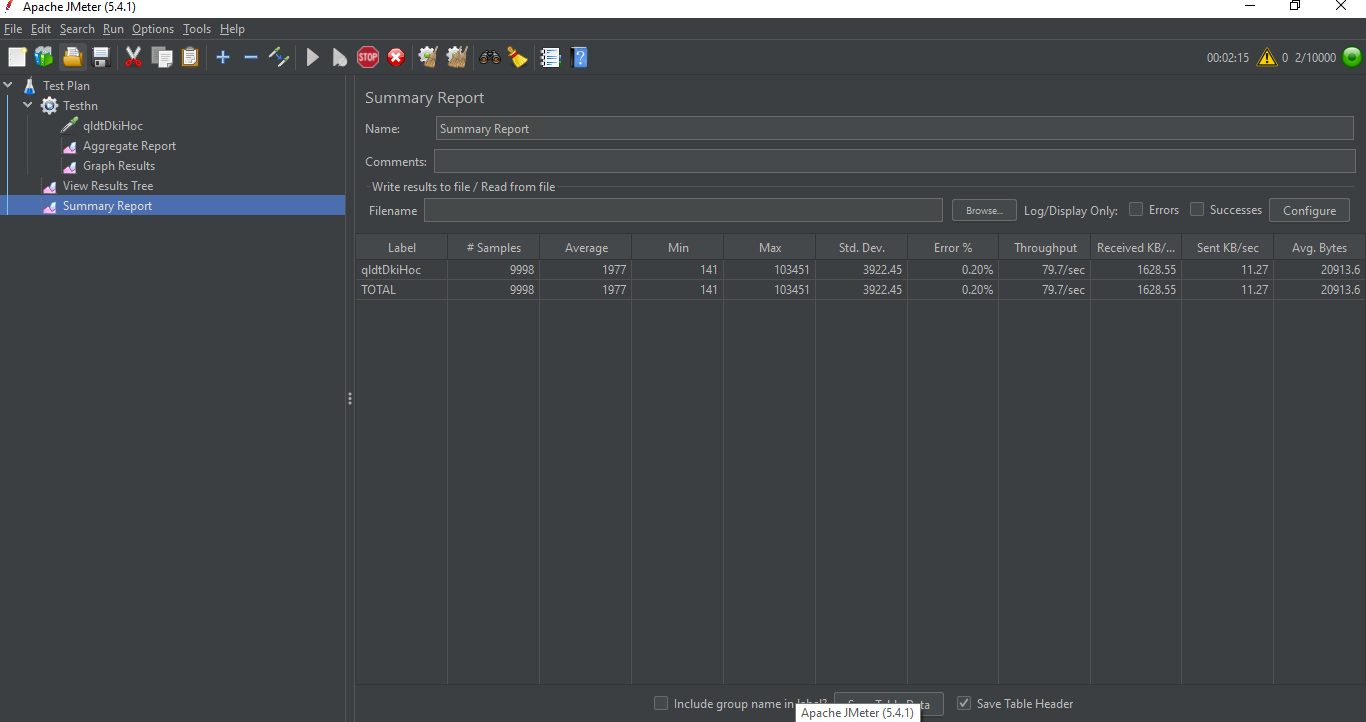 Apache JMeter (5.4.1)
File Edit Search Run Options Tools Help
STOP 00:02:15 0 2/10000
Test Plan
Testhn
qldtDkiHoc
Aggregate Report
Graph Results
View Results Tree
Summary Report
Summary Report
Name: Summary Report
Comments:
Write results to file / Read from file
Filename Browse... Log/Display Only: Errors Successes Configure
Label # Samples Average Min Max Std. Dev. Error % Throughput Received KB/... Sent KB/sec Avg. Bytes
qldtDkiHoc 9998 1977 141 103451 3922.45 0.20% 79.7/sec 1628.55 11.27 20913.6
TOTAL 9998 1977 141 103451 3922.45 0.20% 79.7/sec 1628.55 11.27 20913.6
Include group name in label? Save Table Data Save Table Header
Apache JMeter (5.4.1)